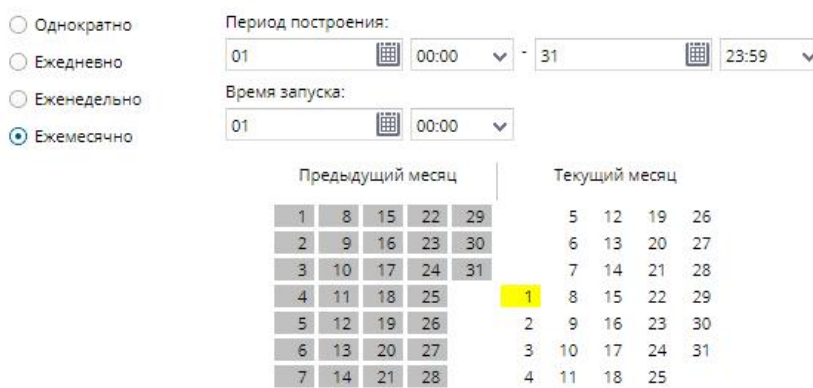 Однократно
Ежедневно
Еженедельно
Ежемесячно
Период построения:
01 00:00 - 31 23:59
Время запуска:
01 00:00
Предыдущий месяц Текущий месяц
1 8 15 22 29 5 12 19 26
2 9 16 23 30 6 13 20 27
3 10 17 24 31 7 14 21 28
4 11 18 25 1 8 15 22 29
5 12 19 26 2 9 16 23 30
6 13 20 27 3 10 17 24 31
7 14 21 28 4 11 18 25